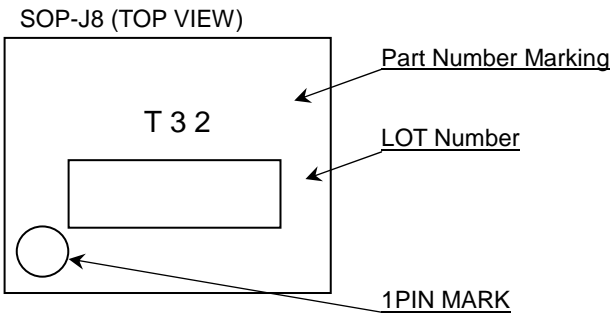 SOP-J8 (TOP VIEW)
Part Number Marking
T 3 2
LOT Number
1PIN MARK